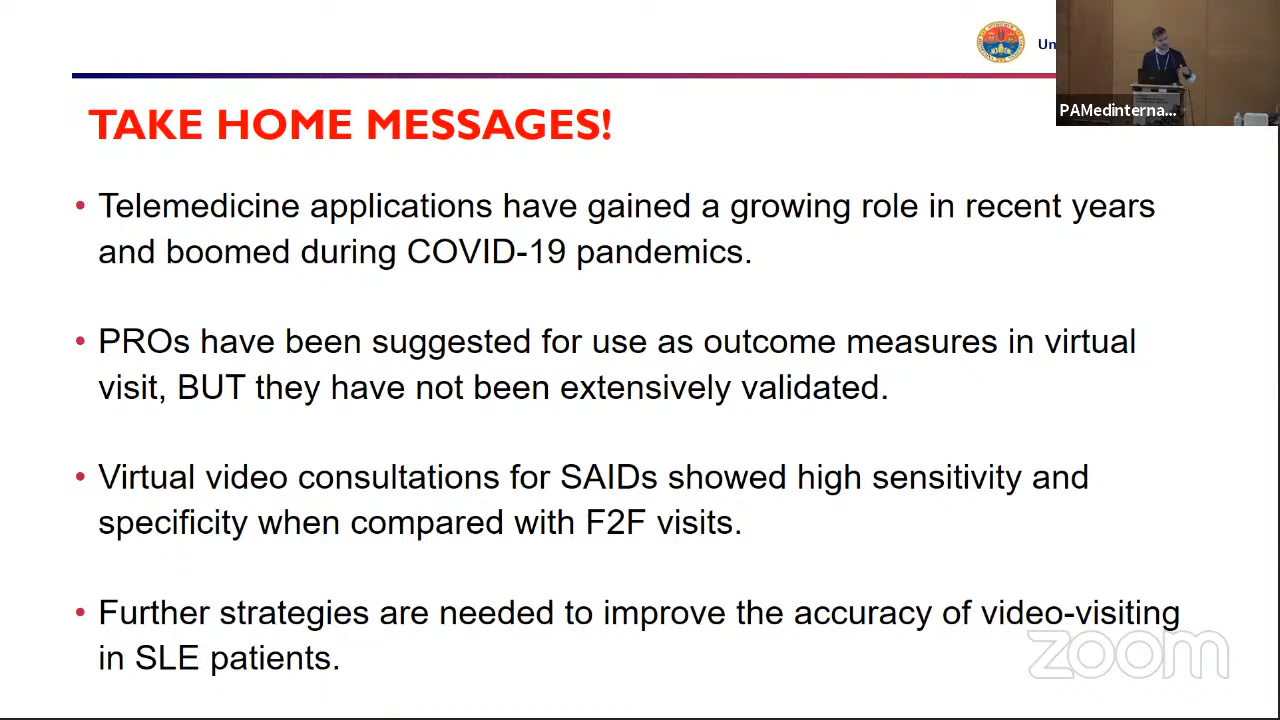 Un
PAMedinterna...
TAKE HOME MESSAGES!
• Telemedicine applications have gained a growing role in recent years
and boomed during COVID-19 pandemics.
• PROs have been suggested for use as outcome measures in virtual
visit, BUT they have not been extensively validated.
• Virtual video consultations for SAIDs showed high sensitivity and
specificity when compared with F2F visits.
• Further strategies are needed to improve the accuracy of video-visiting
in SLE patients.
zoom